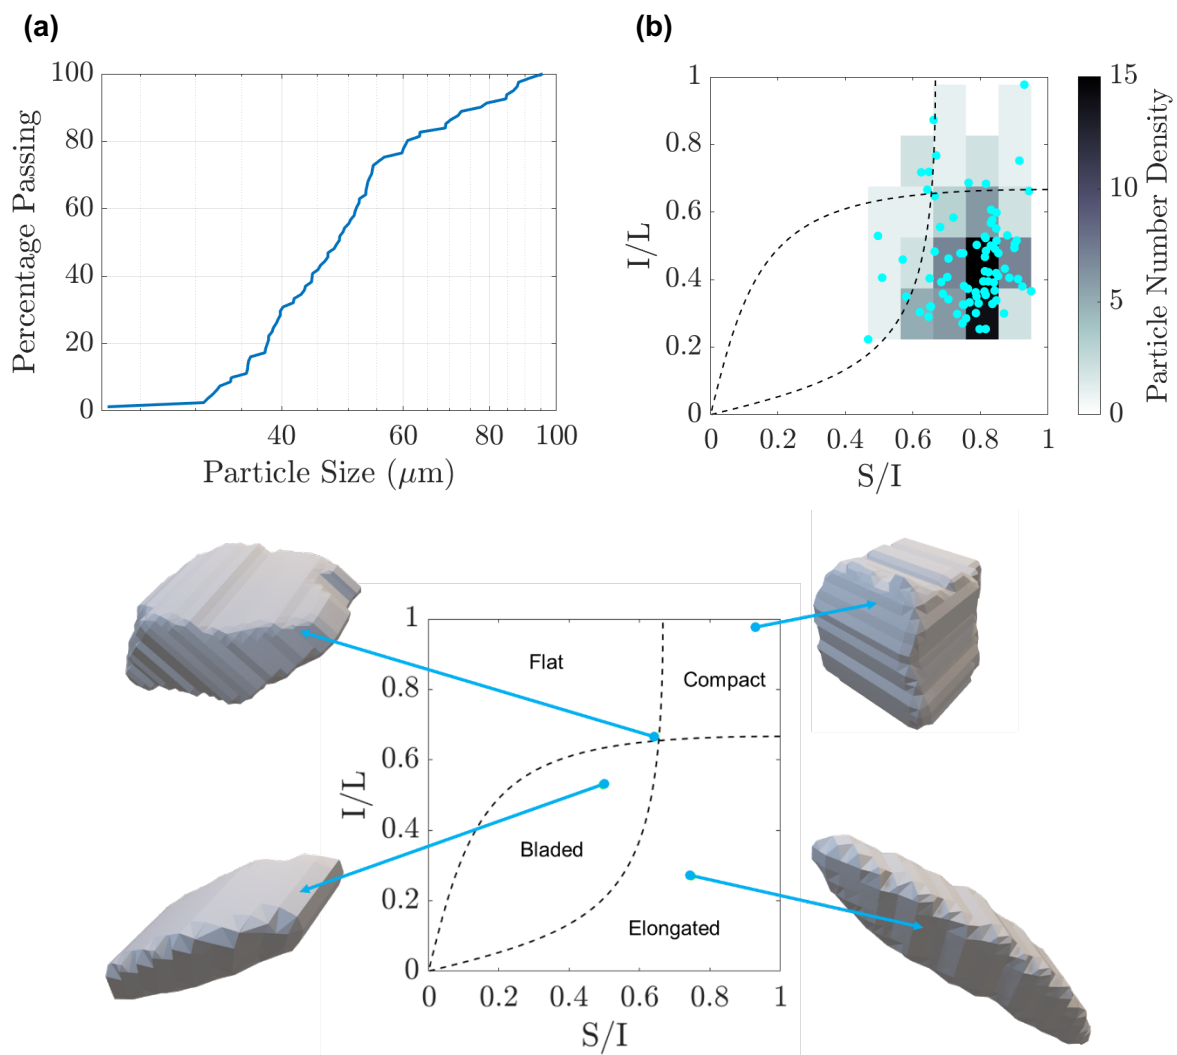 (a)
(b)
100
80
60
40
20
0
Percentage Passing
40
60
80
100
Particle Size (μm)
1
0.8
0.6
0.4
0.2
0
I/L
0
0.2
0.4
0.6
0.8
1
S/I
15
10
5
0
Particle Number Density
1
0.8
0.6
0.4
0.2
0
I/L
Flat
Compact
Bladed
Elongated
0
0.2
0.4
0.6
0.8
1
S/I